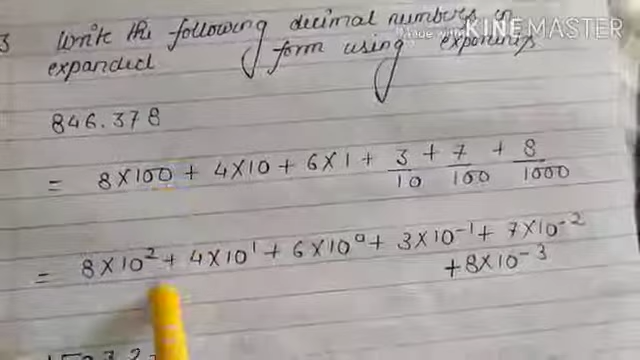 3 Write the following decimal numbers in
expanded form using exponents
Made with KINEMASTER
846.378
= 8×100 + 4×10 + 6×1 + 3/10 + 7/100 + 8/1000
= 8×10² + 4×10¹ + 6×10⁰ + 3×10⁻¹ + 7×10⁻²
+ 8×10⁻³